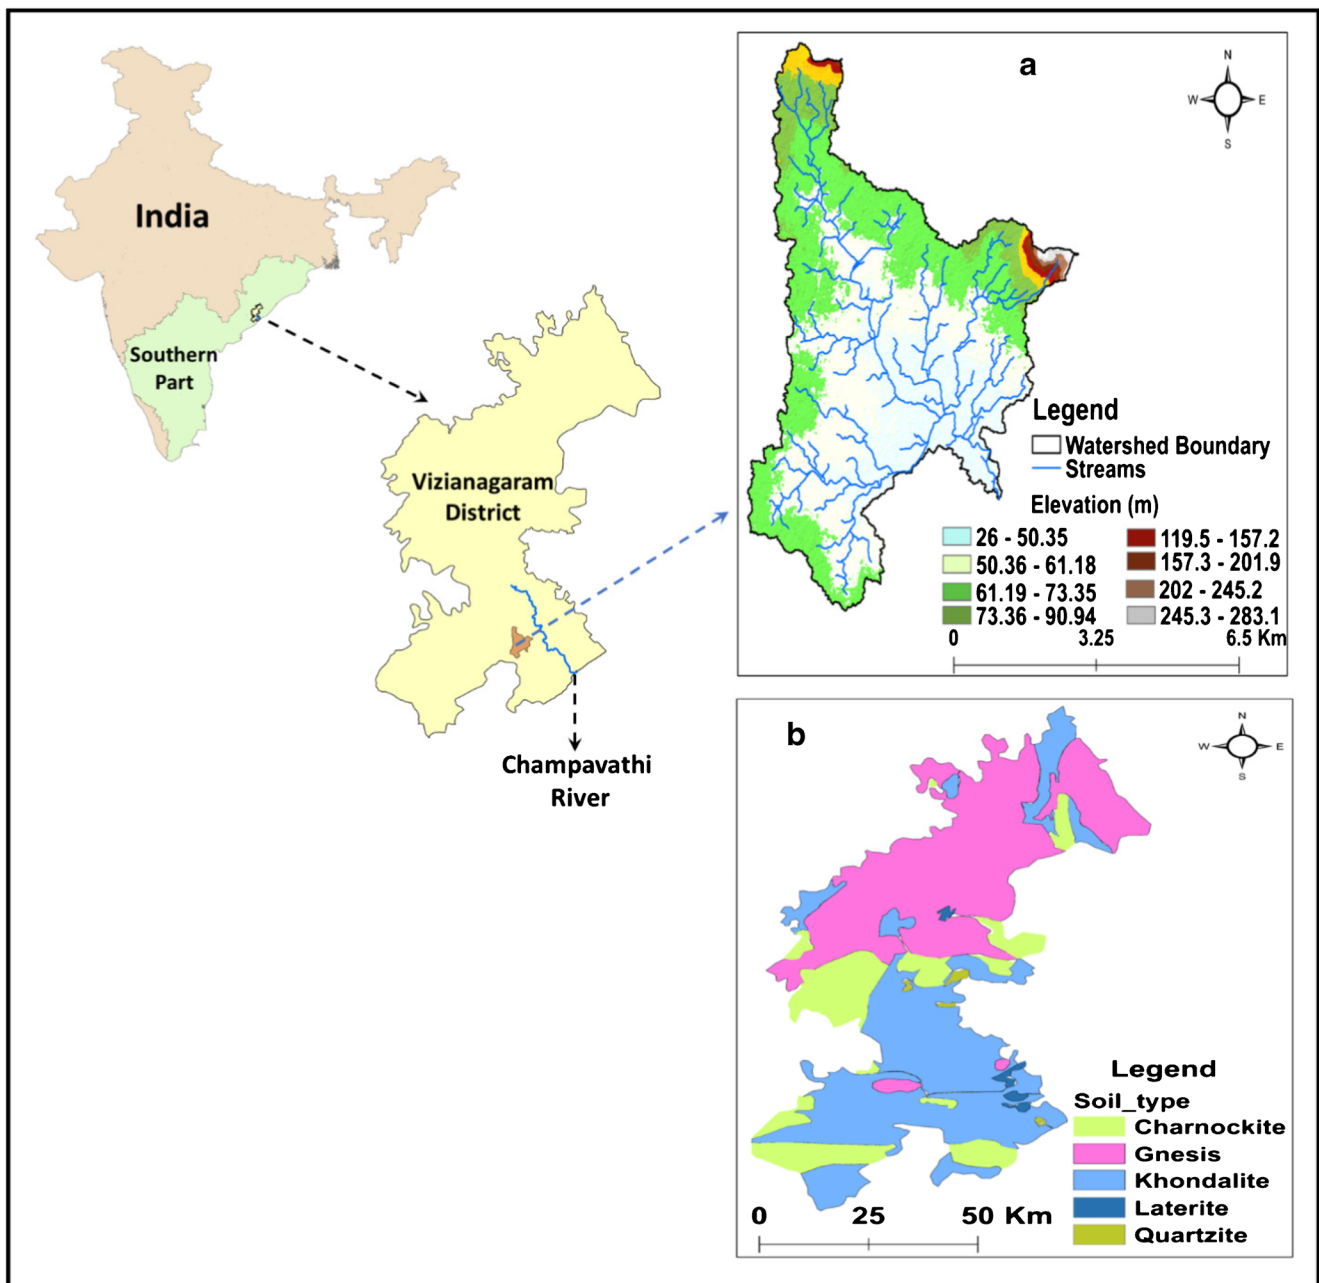 India
Southern
Part
Vizianagaram
District
Champavathi
River
a
N
W
E
S
Legend
Watershed Boundary
Streams
Elevation (m)
26 - 50.35
50.36 - 61.18
61.19 - 73.35
73.36 - 90.94
119.5 - 157.2
157.3 - 201.9
202 - 245.2
245.3 - 283.1
0 3.25 6.5 Km
b
N
W
E
S
Legend
Soil_type
Charnockite
Gnesis
Khondalite
Laterite
Quartzite
0 25 50 Km